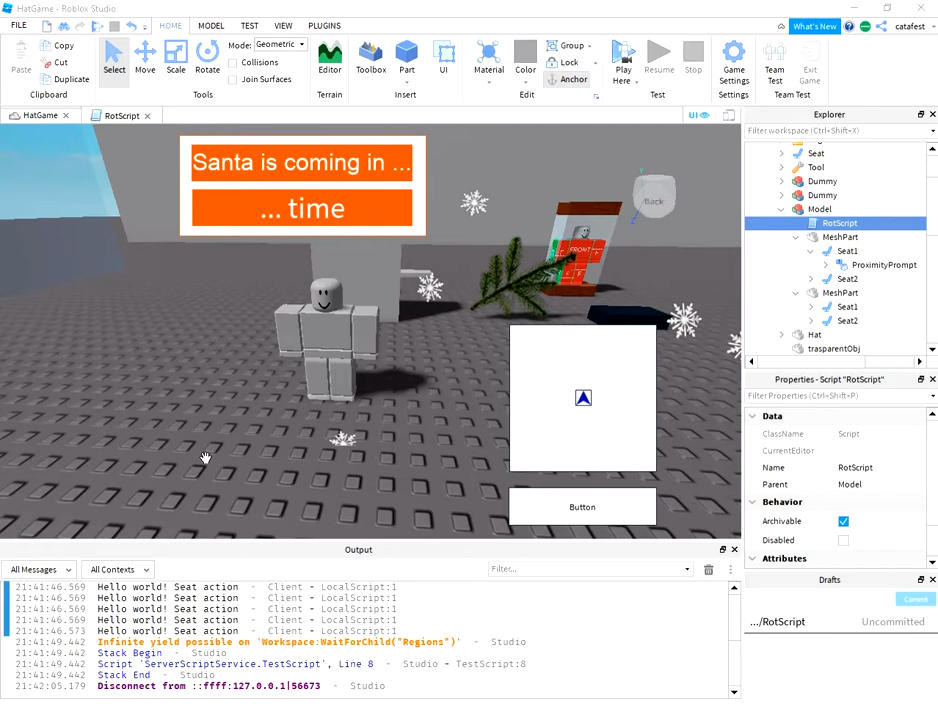 HatGame - Roblox Studio
FILE HOME MODEL TEST VIEW PLUGINS What's New catafest
Paste Copy Cut Duplicate
Clipboard
Select Move Scale Rotate
Mode: Geometric
Collisions
Join Surfaces
Tools
Editor
Terrain
Toolbox Part UI
Insert
Material Color Group Lock Anchor
Edit
Play Here Resume Stop
Test
Game Settings
Settings
Team Test Exit Game
Team Test
HatGame RotScript UI
Santa is coming in ...
... time
Back
FRONT
Button
Explorer
Filter workspace (Ctrl+Shift+X)
Seat
Tool
Dummy
Dummy
Model
RotScript
MeshPart
Seat1
ProximityPrompt
Seat2
MeshPart
Seat1
Seat2
Hat
trasparentObj
Properties - Script "RotScript"
Filter Properties (Ctrl+Shift+P)
Data
ClassName Script
CurrentEditor
Name RotScript
Parent Model
Behavior
Archivable
Disabled
Attributes
Drafts
Commit
.../RotScript Uncommitted
Output
All Messages All Contexts Filter...
21:41:46.569 Hello world! Seat action - Client - LocalScript:1
21:41:46.569 Hello world! Seat action - Client - LocalScript:1
21:41:46.569 Hello world! Seat action - Client - LocalScript:1
21:41:46.569 Hello world! Seat action - Client - LocalScript:1
21:41:46.573 Hello world! Seat action - Client - LocalScript:1
21:41:49.442 Infinite yield possible on 'Workspace:WaitForChild("Regions")' - Studio
21:41:49.442 Stack Begin - Studio
21:41:49.442 Script 'ServerScriptService.TestScript', Line 8 - Studio - TestScript:8
21:41:49.442 Stack End - Studio
21:42:05.179 Disconnect from ::ffff:127.0.0.1|56673 - Studio